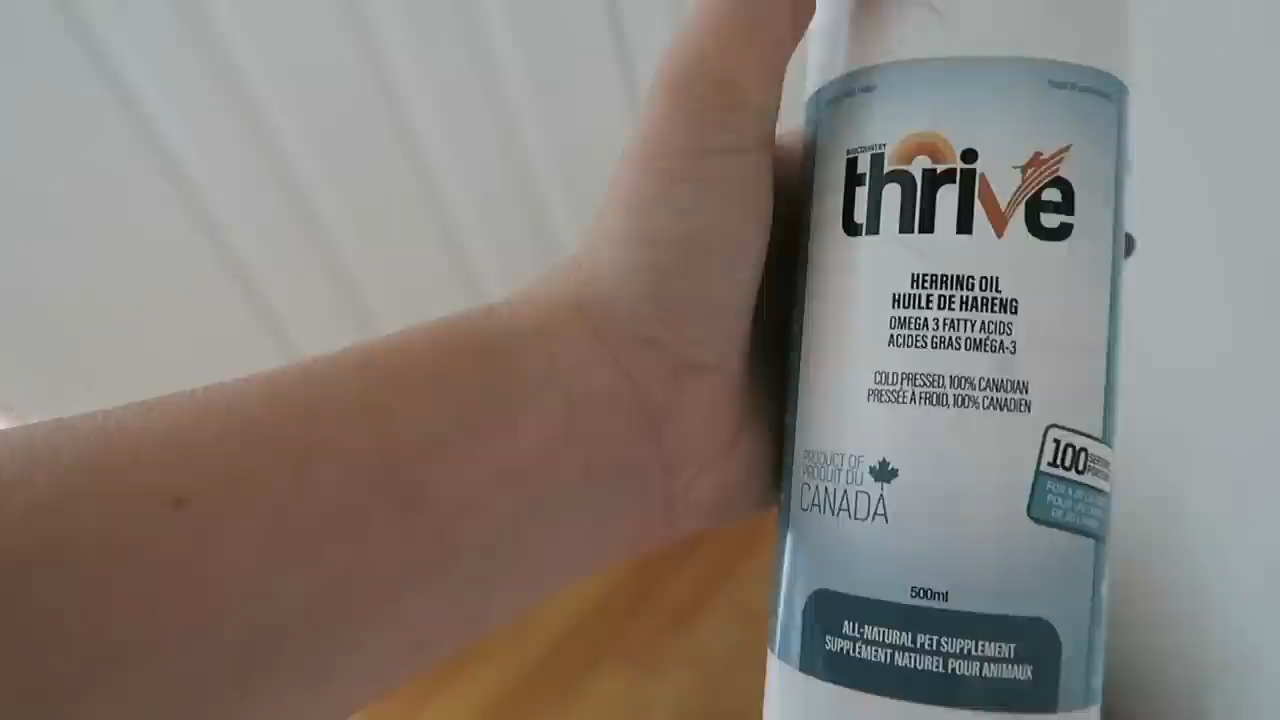 thrive
HERRING OIL
HUILE DE HARENG
OMEGA 3 FATTY ACIDS
ACIDES GRAS OMÉGA-3
COLD PRESSED, 100% CANADIAN
PRESSÉE À FROID, 100% CANADIEN
PRODUCT OF
PRODUIT DU
CANADA
100
500ml
ALL-NATURAL PET SUPPLEMENT
SUPPLÉMENT NATUREL POUR ANIMAUX